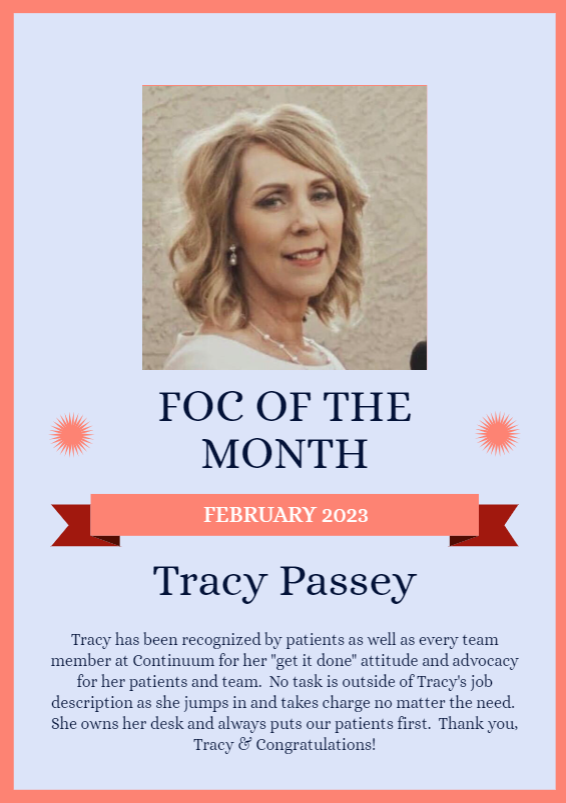 FOC OF THE
MONTH
FEBRUARY 2023
Tracy Passey
Tracy has been recognized by patients as well as every team
member at Continuum for her "get it done" attitude and advocacy
for her patients and team.  No task is outside of Tracy's job
description as she jumps in and takes charge no matter the need.
She owns her desk and always puts our patients first.  Thank you,
Tracy & Congratulations!